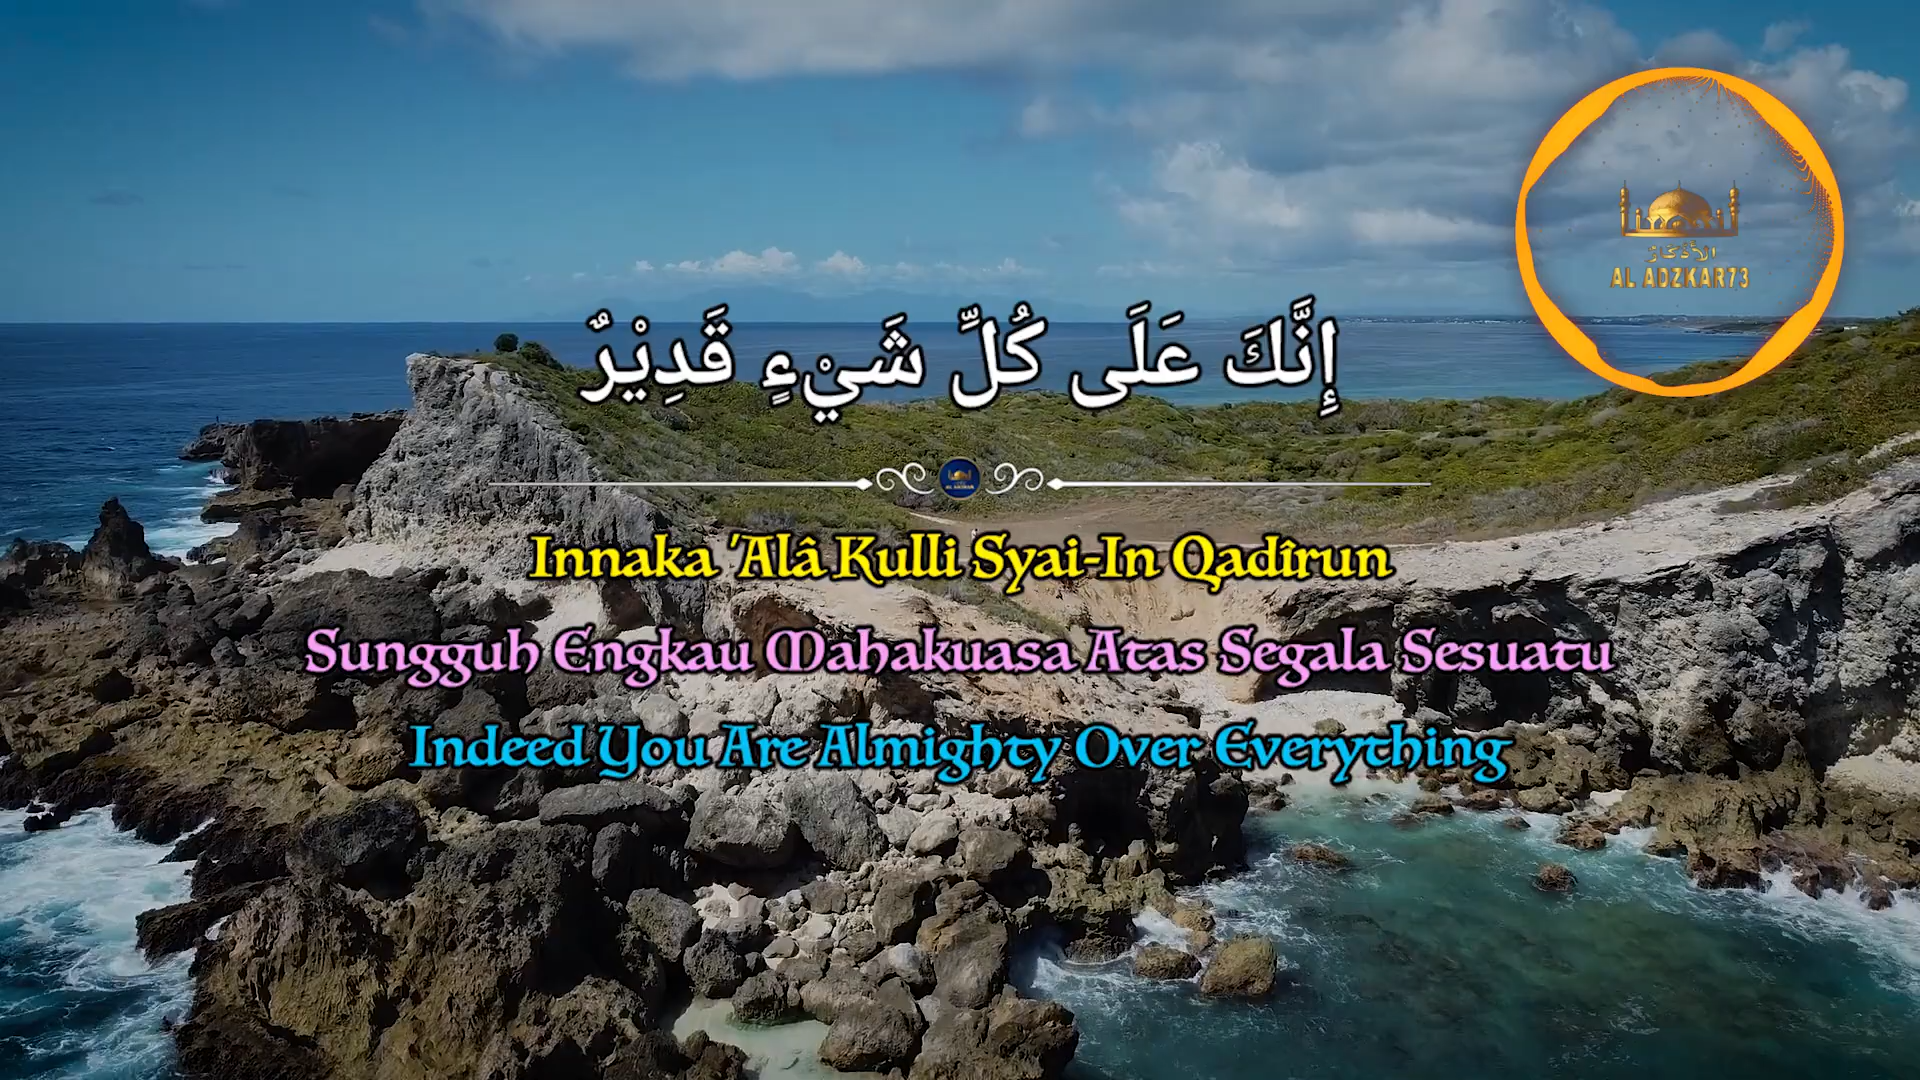 الأذكار
AL ADZKAR73
إِنَّكَ عَلَى كُلِّ شَيْءٍ قَدِيْرٌ
Innaka 'Alâ Kulli Syai-In Qadîrun
Sungguh Engkau Mahakuasa Atas Segala Sesuatu
Indeed You Are Almighty Over Everything